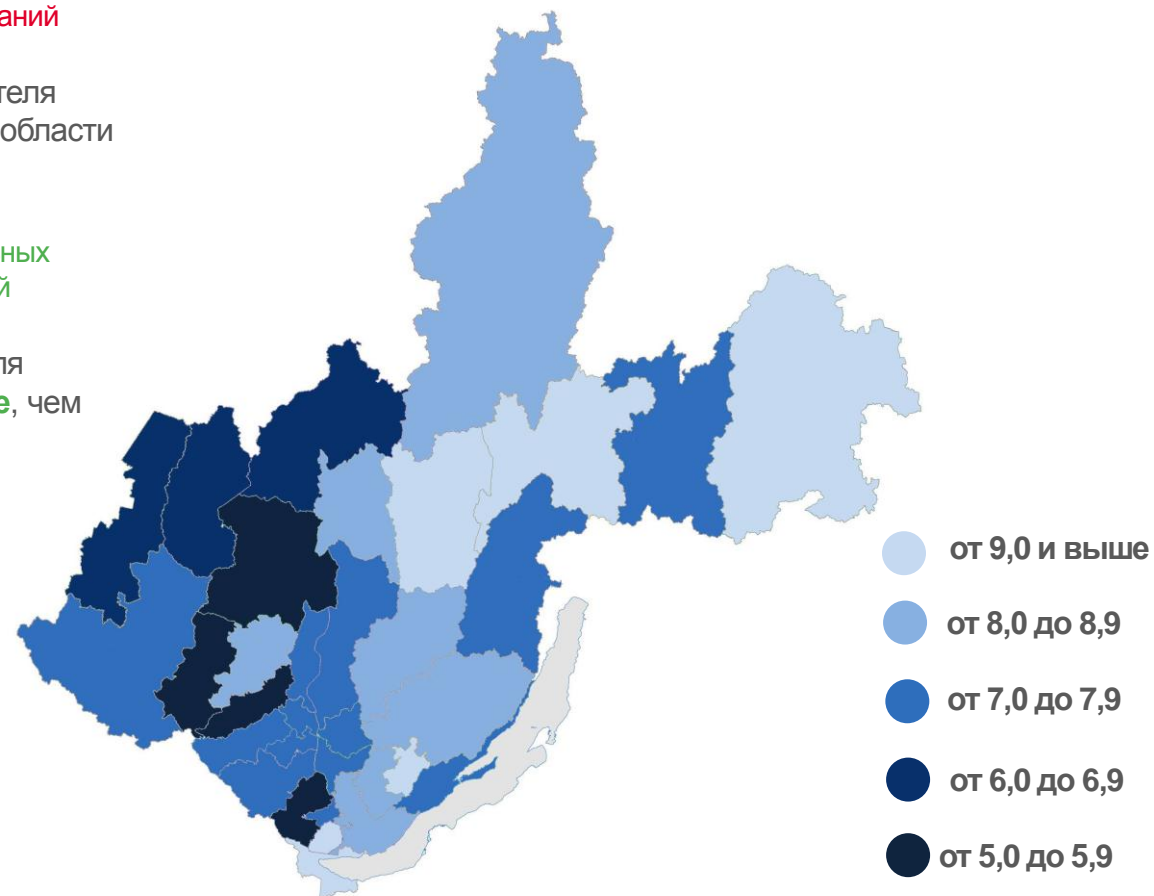 аний
теля
области
ных
й
ля
е, чем
от 9,0 и выше
от 8,0 до 8,9
от 7,0 до 7,9
от 6,0 до 6,9
от 5,0 до 5,9